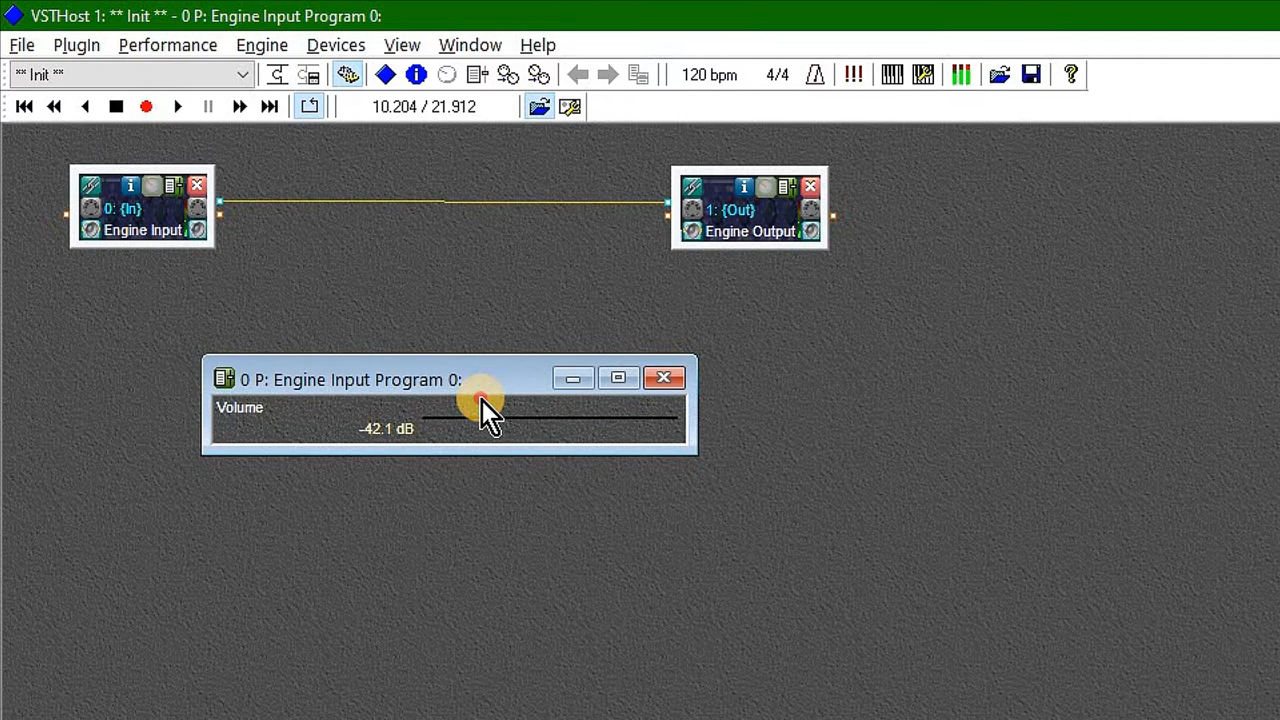 VSTHost 1: ** Init ** - 0 P: Engine Input Program 0:
File PlugIn Performance Engine Devices View Window Help
** Init ** 120 bpm 4/4 !!! ?
10.204 / 21.912
0: {In}
Engine Input
1: {Out}
Engine Output
0 P: Engine Input Program 0:
Volume
-42.1 dB